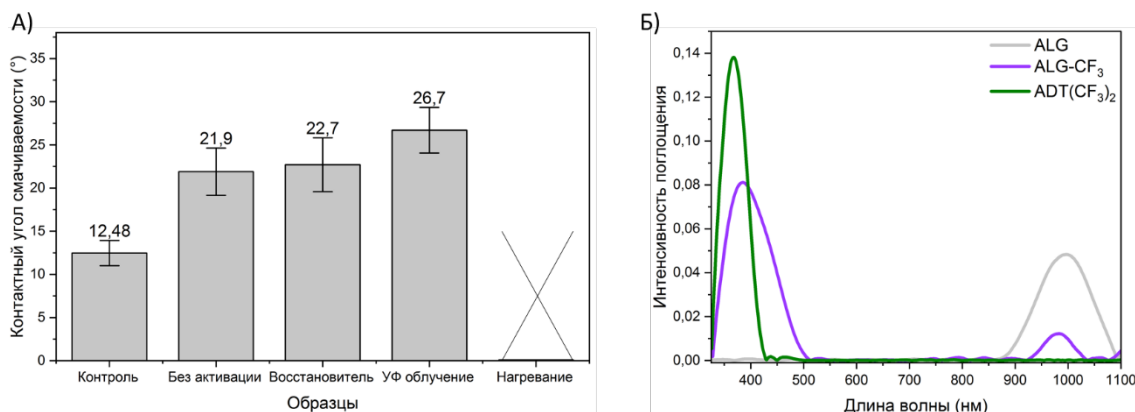 А)
Контактный угол смачиваемости (°)
35
30
25
20
15
10
5
0
12,48
21,9
22,7
26,7
Контроль
Без активации
Восстановитель
УФ облучение
Нагревание
Образцы
Б)
Интенсивность поглощения
0,14
0,12
0,10
0,08
0,06
0,04
0,02
0,00
ALG
ALG-CF₃
ADT(CF₃)₂
400
500
600
700
800
900
1000
1100
Длина волны (нм)